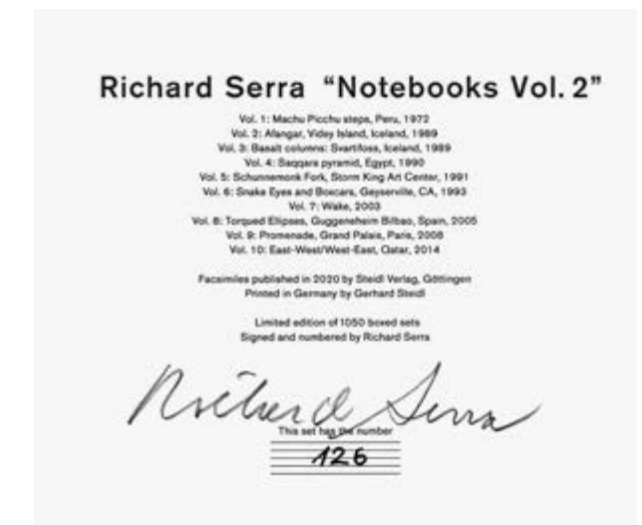 Richard Serra “Notebooks Vol. 2”
Vol. 1: Machu Picchu steps, Peru, 1972
Vol. 2: Afangar, Videy Island, Iceland, 1989
Vol. 3: Basalt columns: Svartifoss, Iceland, 1989
Vol. 4: Saqqara pyramid, Egypt, 1990
Vol. 5: Schunnemonk Fork, Storm King Art Center, 1991
Vol. 6: Snake Eyes and Boxcars, Geyserville, CA, 1993
Vol. 7: Wake, 2003
Vol. 8: Torqued Ellipses, Guggenheim Bilbao, Spain, 2005
Vol. 9: Promenade, Grand Palais, Paris, 2008
Vol. 10: East-West/West-East, Qatar, 2014
Facsimiles published in 2020 by Steidl Verlag, Göttingen
Printed in Germany by Gerhard Steidl
Limited edition of 1050 boxed sets
Signed and numbered by Richard Serra
Richard Serra
This set has the number
126